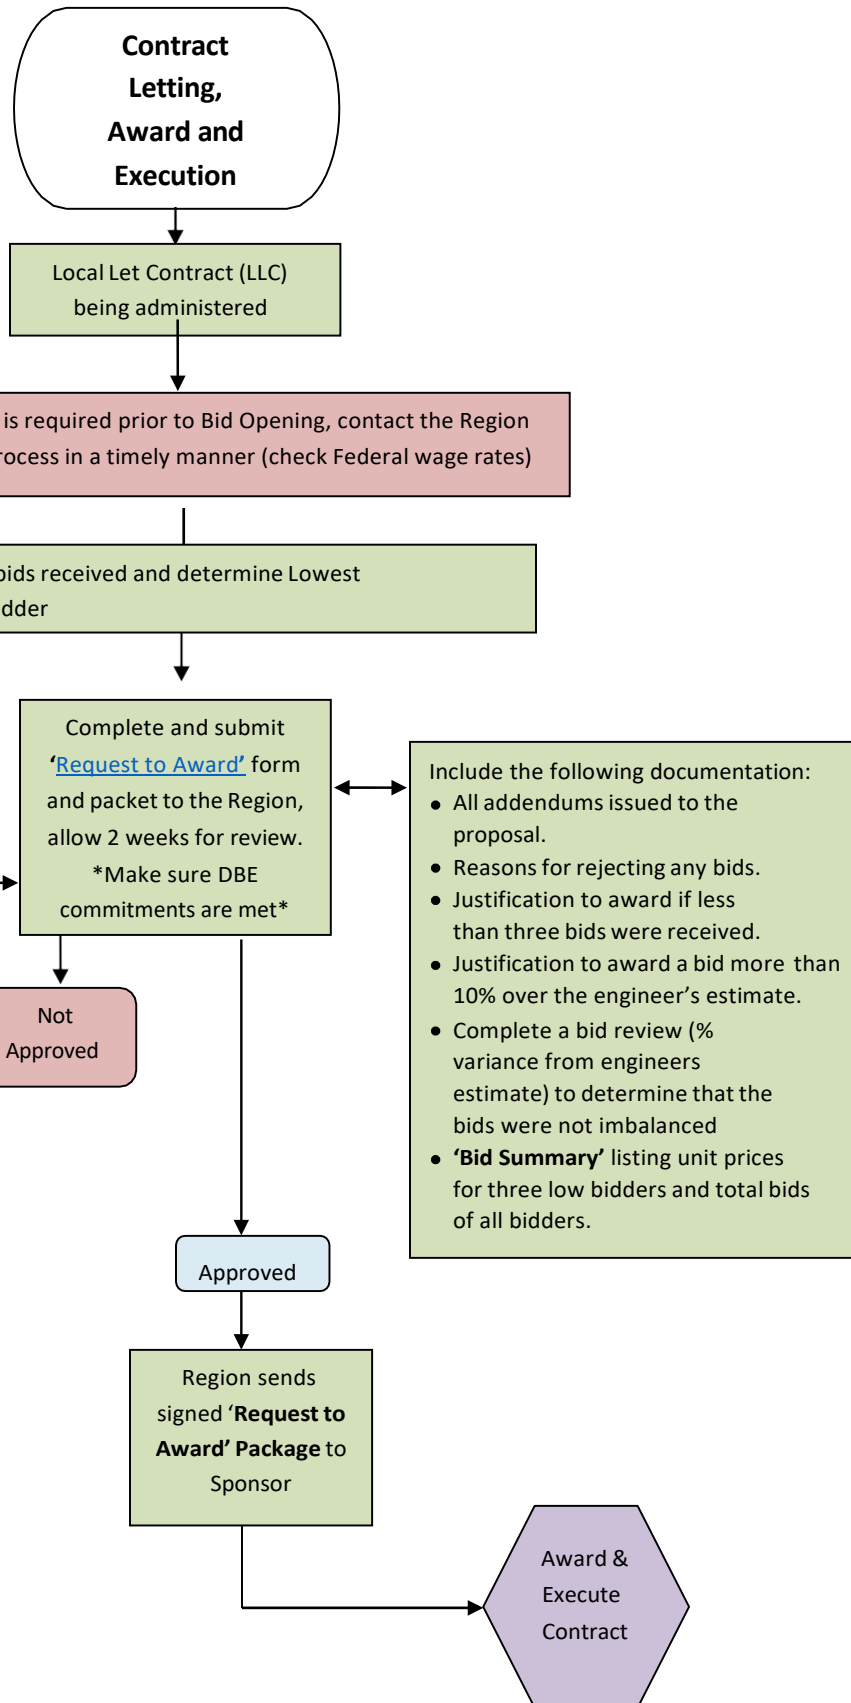 Contract
Letting,
Award and
Execution
Local Let Contract (LLC)
being administered
is required prior to Bid Opening, contact the Region
rocess in a timely manner (check Federal wage rates)
bids received and determine Lowest
dder
Complete and submit
‘Request to Award’ form
and packet to the Region,
allow 2 weeks for review.
*Make sure DBE
commitments are met*
Include the following documentation:
• All addendums issued to the
proposal.
• Reasons for rejecting any bids.
• Justification to award if less
than three bids were received.
• Justification to award a bid more than
10% over the engineer’s estimate.
• Complete a bid review (%
variance from engineers
estimate) to determine that the
bids were not imbalanced
• ‘Bid Summary’ listing unit prices
for three low bidders and total bids
of all bidders.
Not
Approved
Approved
Region sends
signed ‘Request to
Award’ Package to
Sponsor
Award &
Execute
Contract